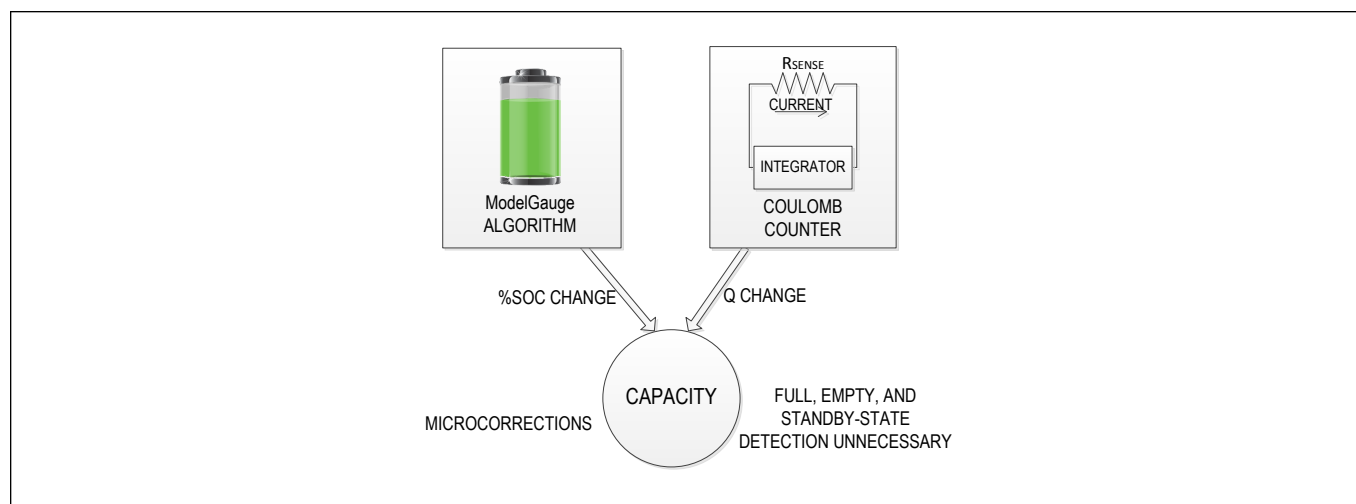 ModelGauge
ALGORITHM
RSENSE
CURRENT
INTEGRATOR
COULOMB
COUNTER
%SOC CHANGE
Q CHANGE
CAPACITY
MICROCORRECTIONS
FULL, EMPTY, AND
STANDBY-STATE
DETECTION UNNECESSARY